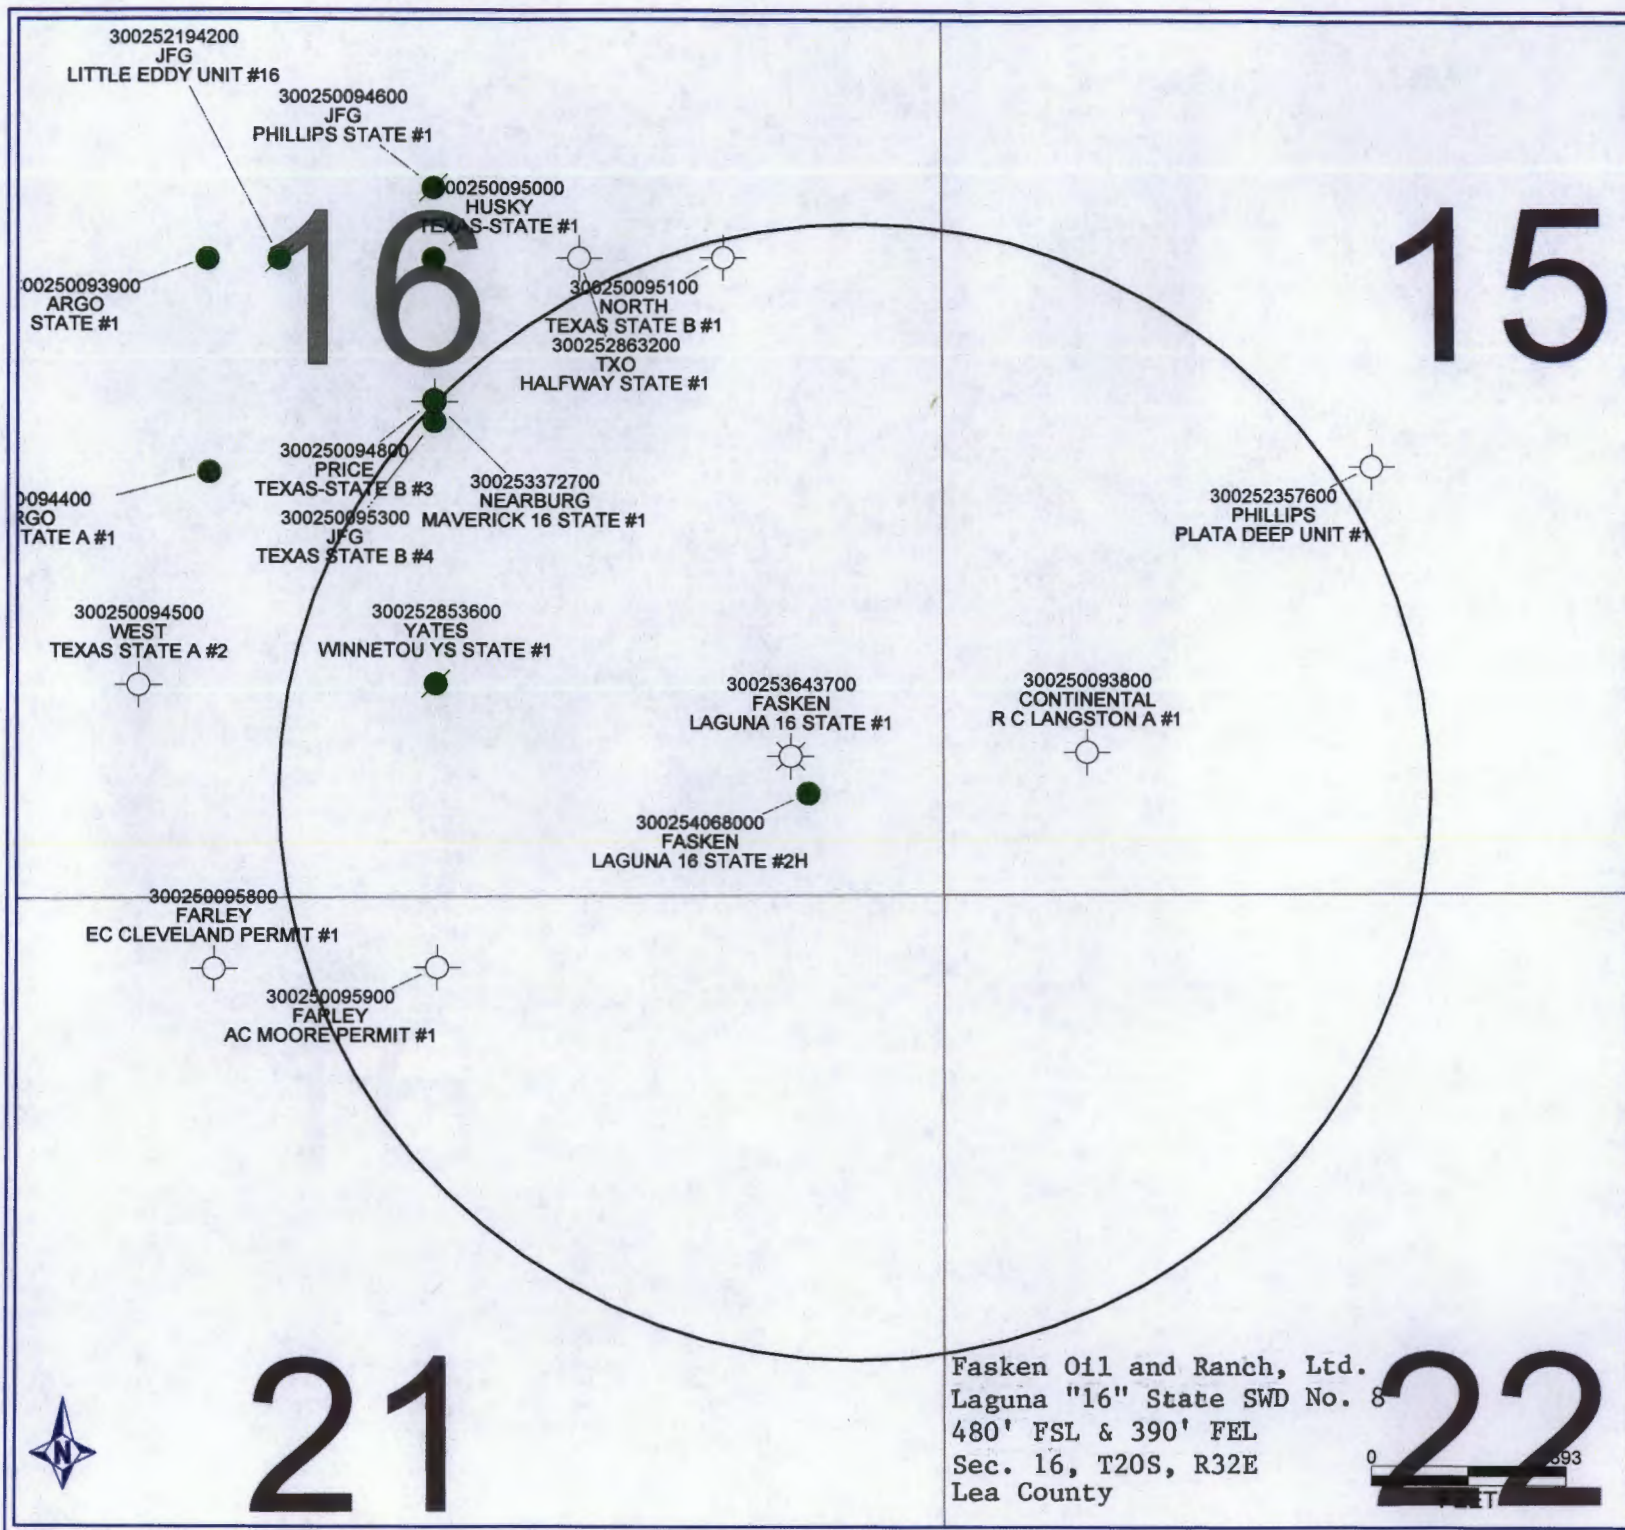 300252194200
JFG
LITTLE EDDY UNIT #16
300250094600
JFG
PHILLIPS STATE #1
00250095000
HUSKY
TEXAS-STATE #1
16
15
00250093900
ARGO
STATE #1
300250095100
NORTH
TEXAS STATE B #1
300252863200
TXO
HALFWAY STATE #1
300250094800
PRICE
TEXAS-STATE B #3
300253372700
NEARBURG
MAVERICK 16 STATE #1
300250095300
JFG
TEXAS STATE B #4
0094400
RGO
TATE A #1
300252357600
PHILLIPS
PLATA DEEP UNIT #1
300250094500
WEST
TEXAS STATE A #2
300252853600
YATES
WINNETOU YS STATE #1
300253643700
FASKEN
LAGUNA 16 STATE #1
300250093800
CONTINENTAL
R C LANGSTON A #1
300254068000
FASKEN
LAGUNA 16 STATE #2H
300250095800
FARLEY
EC CLEVELAND PERMIT #1
300250095900
FARLEY
AC MOORE PERMIT #1
21
22
Fasken Oil and Ranch, Ltd.
Laguna "16" State SWD No. 8
480' FSL & 390' FEL
Sec. 16, T20S, R32E
Lea County
N
0